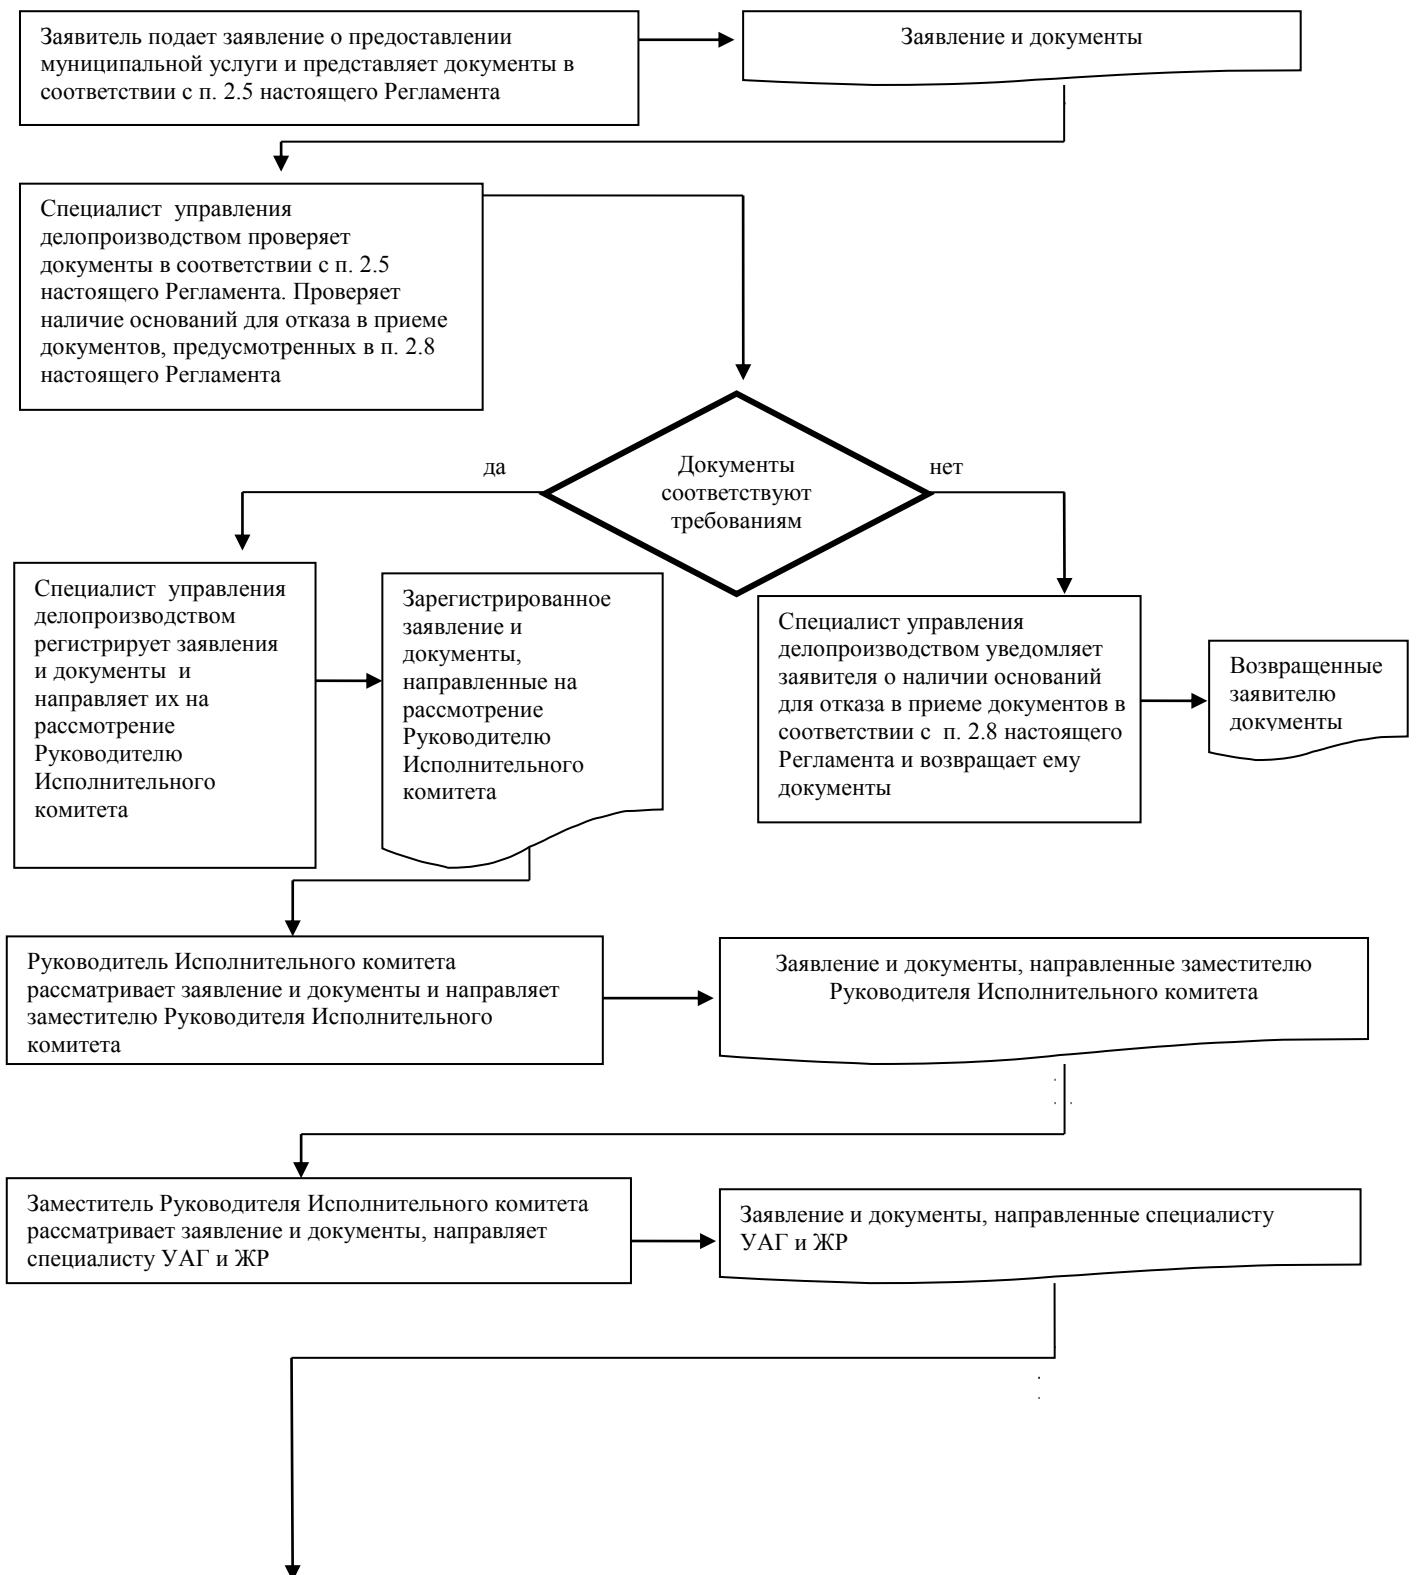 Заявитель подает заявление о предоставлении
муниципальной услуги и представляет документы в
соответствии с п. 2.5 настоящего Регламента
Заявление и документы
Специалист  управления
делопроизводством проверяет
документы в соответствии с п. 2.5
настоящего Регламента. Проверяет
наличие оснований для отказа в приеме
документов, предусмотренных в п. 2.8
настоящего Регламента
да
Документы
соответствуют
требованиям
нет
Специалист  управления
делопроизводством
регистрирует заявления
и документы  и
направляет их на
рассмотрение
Руководителю
Исполнительного
комитета
Зарегистрированное
заявление и
документы,
направленные на
рассмотрение
Руководителю
Исполнительного
комитета
Специалист управления
делопроизводством уведомляет
заявителя о наличии оснований
для отказа в приеме документов в
соответствии с  п. 2.8 настоящего
Регламента и возвращает ему
документы
Возвращенные
заявителю
документы
Руководитель Исполнительного комитета
рассматривает заявление и документы и направляет
заместителю Руководителя Исполнительного
комитета
Заявление и документы, направленные заместителю
Руководителя Исполнительного комитета
Заместитель Руководителя Исполнительного комитета
рассматривает заявление и документы, направляет
специалисту УАГ и ЖР
Заявление и документы, направленные специалисту
УАГ и ЖР